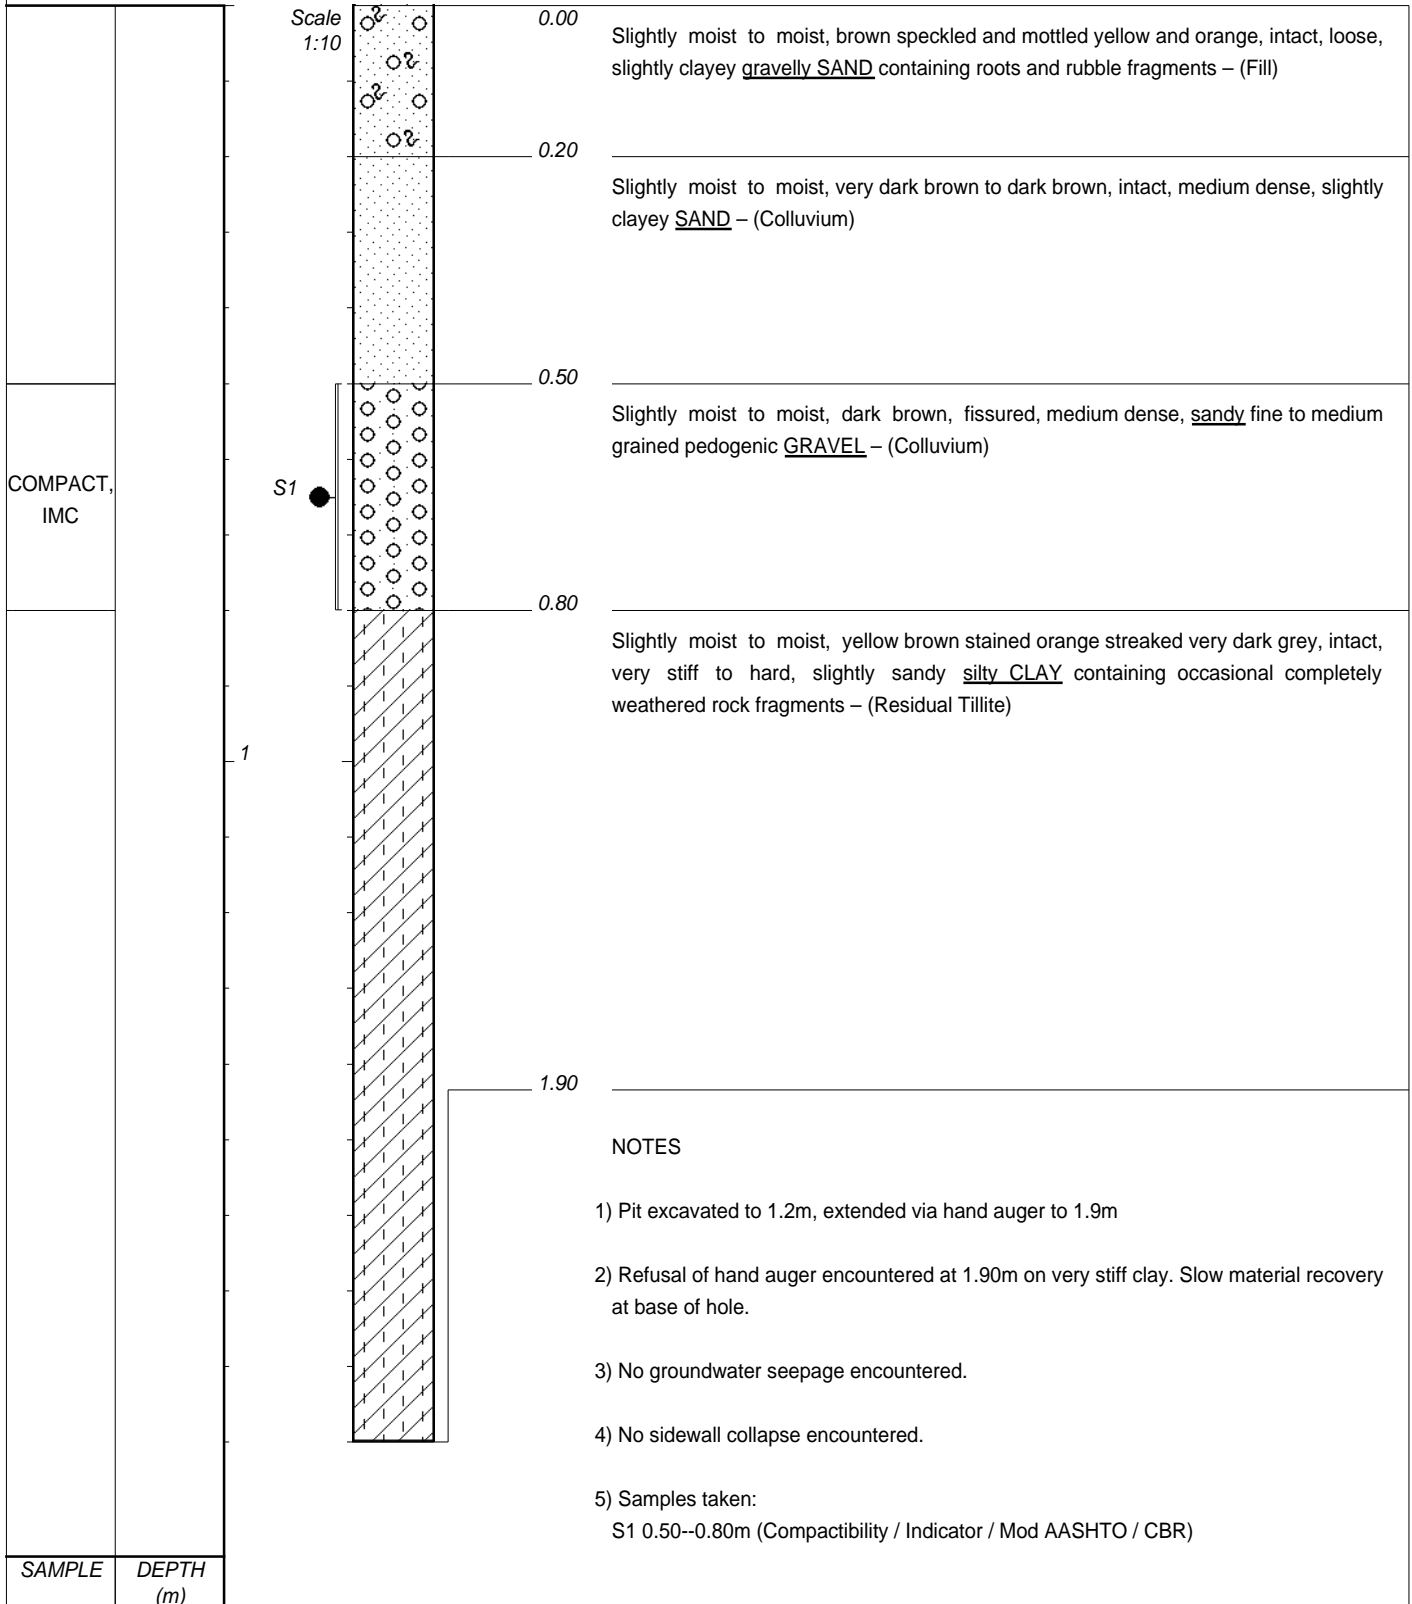 Scale
1:10
0.00
Slightly moist to moist, brown speckled and mottled yellow and orange, intact, loose,
slightly clayey gravelly SAND containing roots and rubble fragments – (Fill)
0.20
Slightly moist to moist, very dark brown to dark brown, intact, medium dense, slightly
clayey SAND – (Colluvium)
0.50
Slightly moist to moist, dark brown, fissured, medium dense, sandy fine to medium
grained pedogenic GRAVEL – (Colluvium)
COMPACT,
IMC
S1
0.80
Slightly moist to moist, yellow brown stained orange streaked very dark grey, intact,
very stiff to hard, slightly sandy silty CLAY containing occasional completely
weathered rock fragments – (Residual Tillite)
1
1.90
NOTES
1) Pit excavated to 1.2m, extended via hand auger to 1.9m
2) Refusal of hand auger encountered at 1.90m on very stiff clay. Slow material recovery
at base of hole.
3) No groundwater seepage encountered.
4) No sidewall collapse encountered.
5) Samples taken:
S1 0.50--0.80m (Compactibility / Indicator / Mod AASHTO / CBR)
SAMPLE
DEPTH
(m)